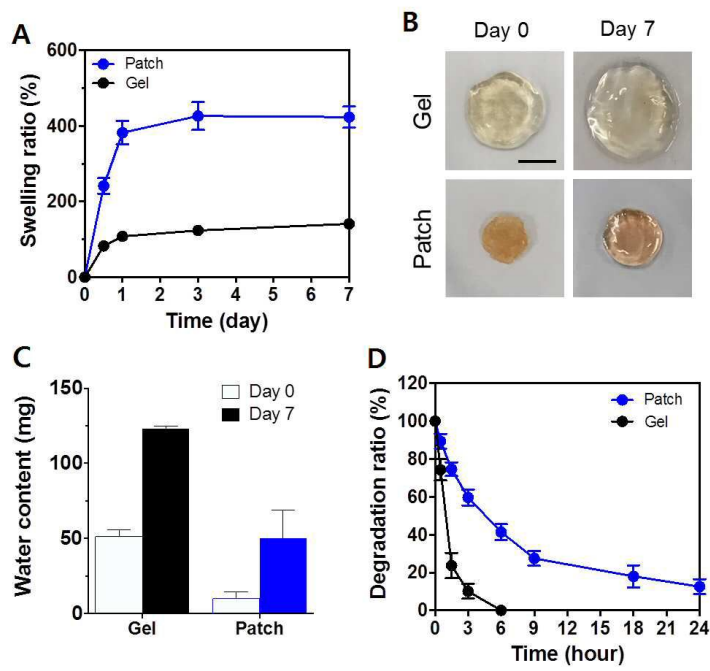 A
Swelling ratio (%)
600
400
200
0
Patch
Gel
0 1 2 3 4 5 6 7
Time (day)
B
Day 0 Day 7
Gel
Patch
C
Water content (mg)
150
100
50
0
Day 0
Day 7
Gel Patch
D
Degradation ratio (%)
120
100
80
60
40
20
0
Patch
Gel
0 3 6 9 12 15 18 21 24
Time (hour)